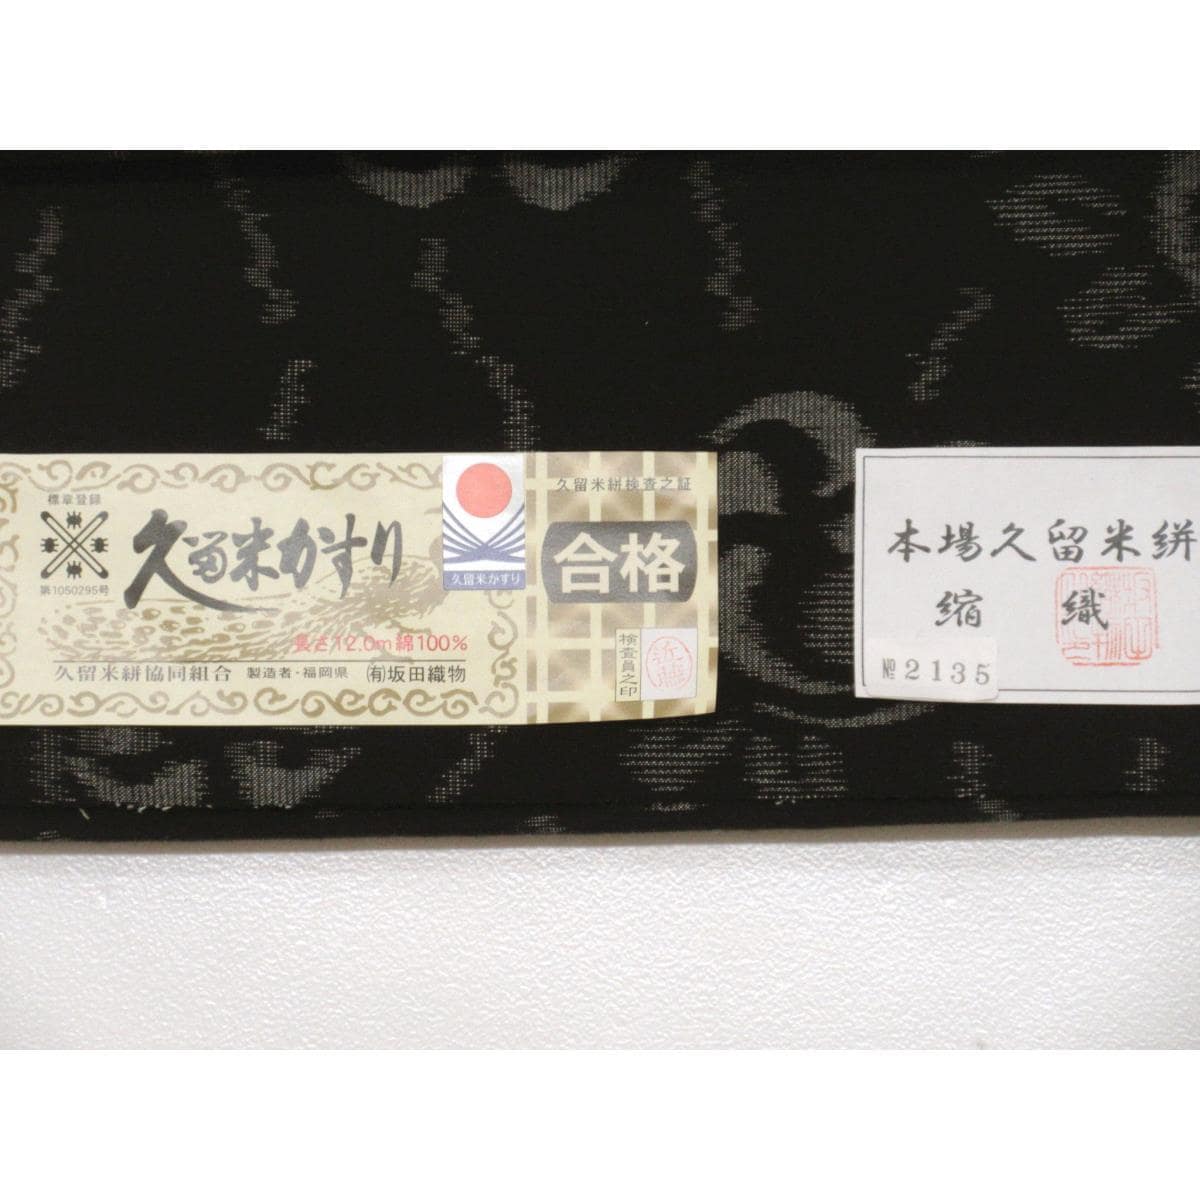 標章登録
第1050295号
久留米かすり
長さ12.0m 綿100%
久留米絣協同組合 製造者・福岡県 ㈲坂田織物
久留米かすり
久留米絣検査之証
合格
検査員之印
近藤
本場久留米絣
縮織
№2135